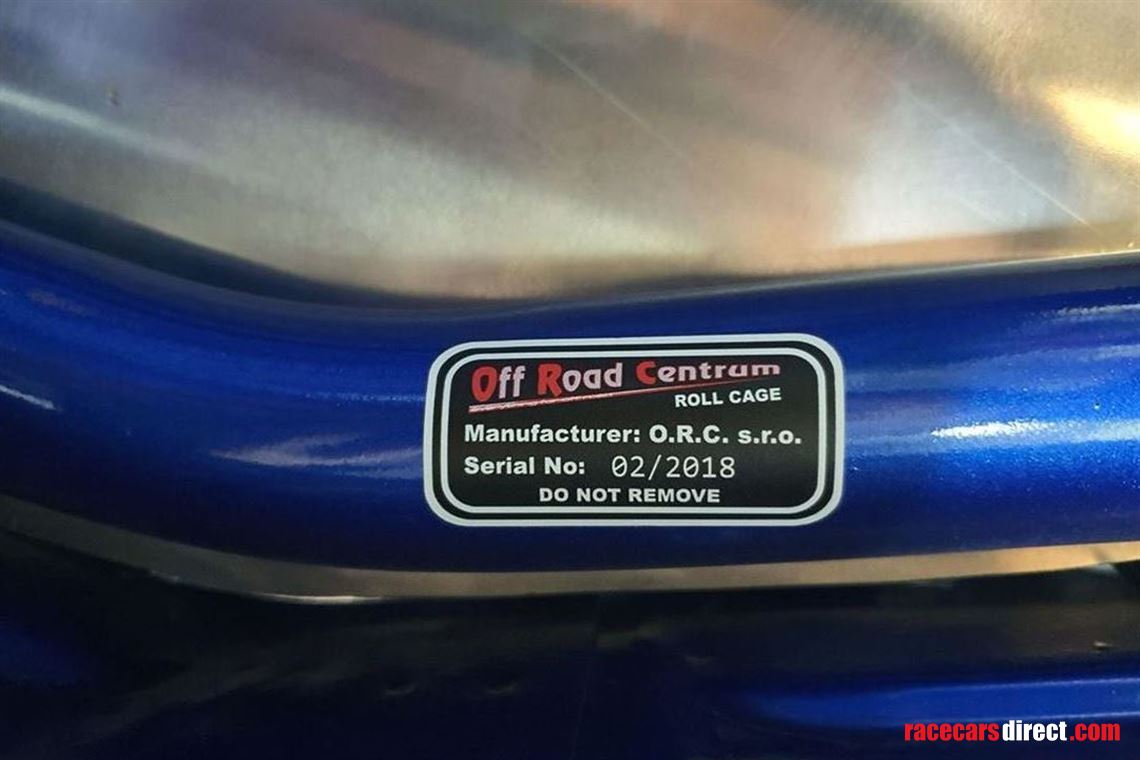 Off Road Centrum
ROLL CAGE
Manufacturer: O.R.C. s.r.o.
Serial No: 02/2018
DO NOT REMOVE
racecarsdirect.com